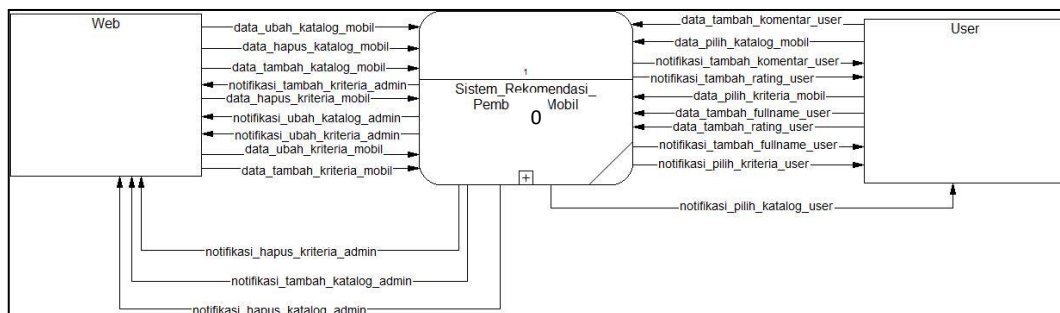 Web
data_ubah_katalog_mobil
data_hapus_katalog_mobil
data_tambah_katalog_mobil
notifikasi_tambah_kriteria_admin
data_hapus_kriteria_mobil
notifikasi_ubah_katalog_admin
notifikasi_ubah_kriteria_admin
data_ubah_kriteria_mobil
data_tambah_kriteria_mobil
1
Sistem_Rekomendasi_
Mobil
0
data_tambah_komentar_user
data_pilih_katalog_mobil
notifikasi_tambah_komentar_user
notifikasi_tambah_rating_user
data_pilih_kriteria_mobil
data_tambah_fullname_user
data_tambah_rating_user
notifikasi_tambah_fullname_user
notifikasi_pilih_kriteria_user
User
notifikasi_pilih_katalog_user
notifikasi_hapus_kriteria_admin
notifikasi_tambah_katalog_admin
notifikasi_hapus_katalog_admin